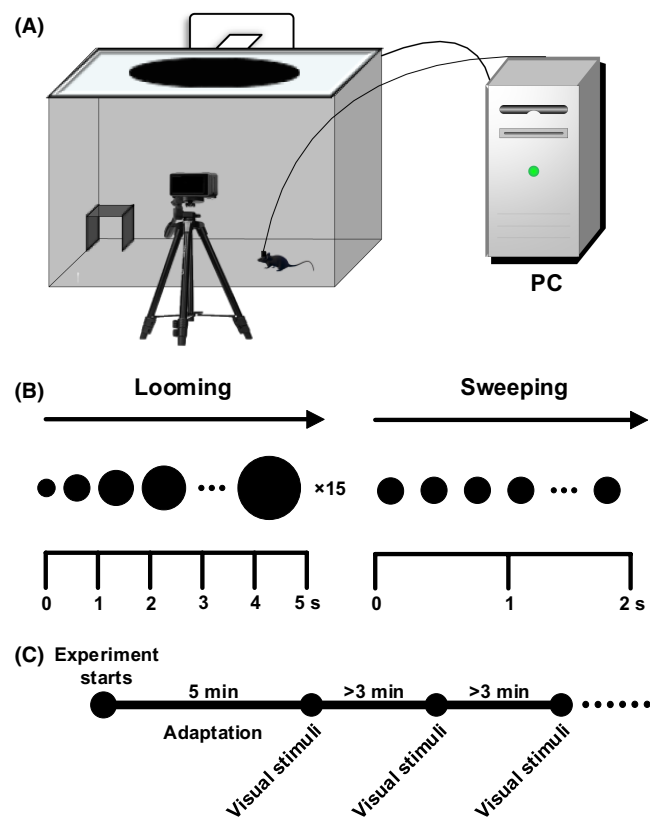 (A)
PC
(B)
Looming
Sweeping
×15
0 1 2 3 4 5 s
0 1 2 s
(C)
Experiment
starts
5 min
>3 min
>3 min
Adaptation
Visual stimuli
Visual stimuli
Visual stimuli